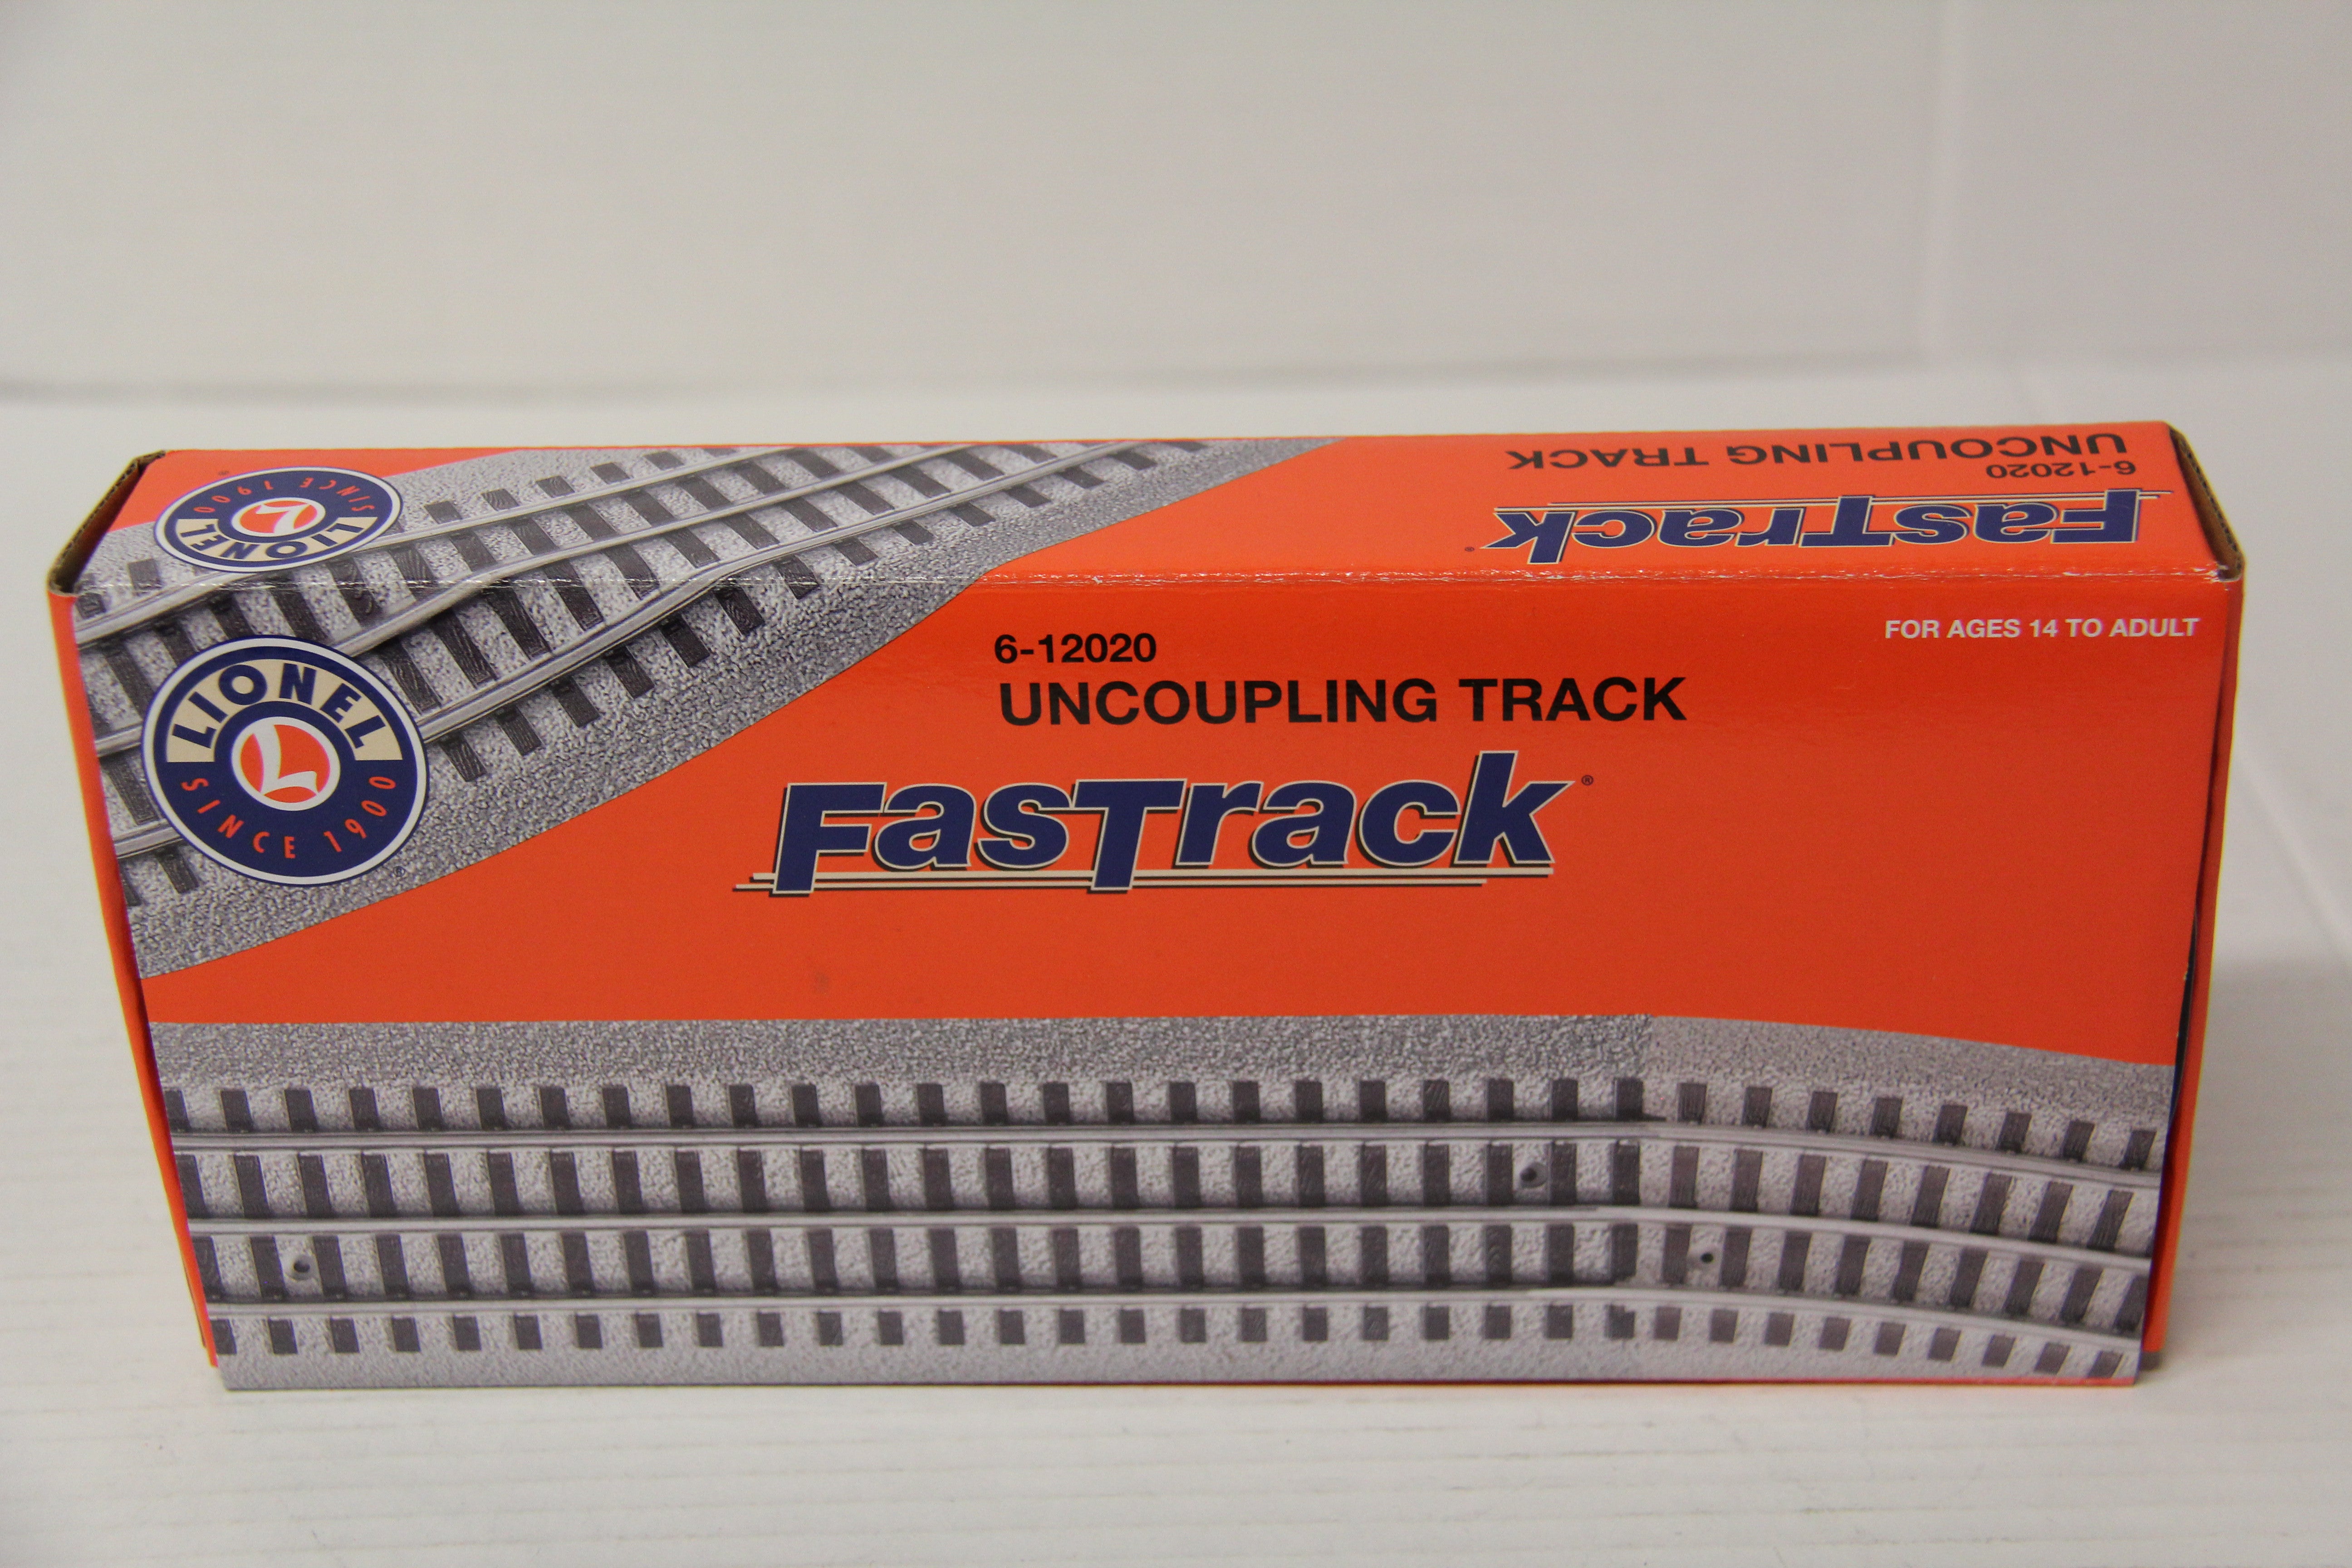 UNCOUPLING TRACK
6-12020
FasTrack®
LIONEL
SINCE 1900
FOR AGES 14 TO ADULT
6-12020
UNCOUPLING TRACK
FasTrack®
LIONEL
L
SINCE 1900
®